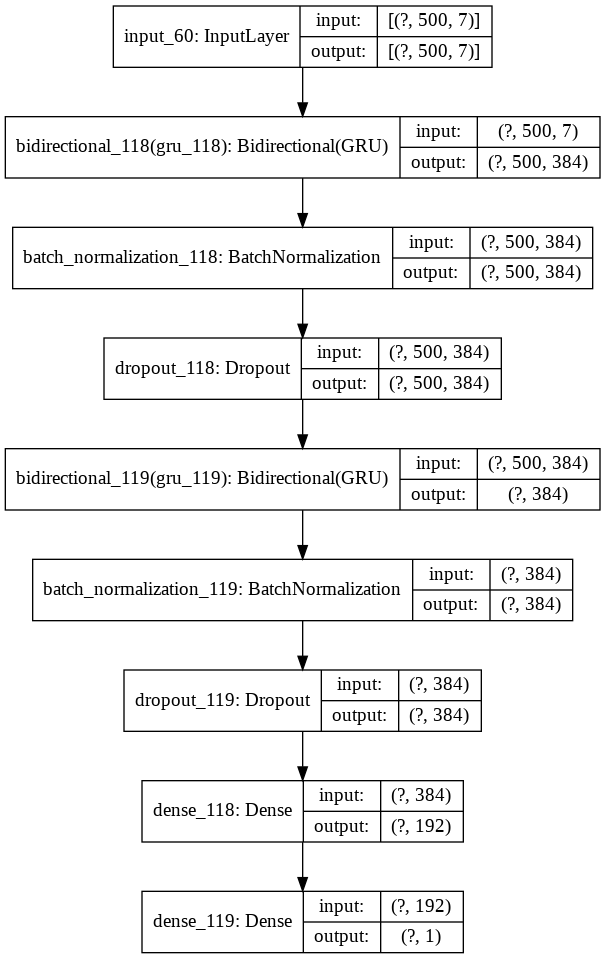 input_60: InputLayer
input: [(?, 500, 7)]
output: [(?, 500, 7)]
bidirectional_118(gru_118): Bidirectional(GRU)
input: (?, 500, 7)
output: (?, 500, 384)
batch_normalization_118: BatchNormalization
input: (?, 500, 384)
output: (?, 500, 384)
dropout_118: Dropout
input: (?, 500, 384)
output: (?, 500, 384)
bidirectional_119(gru_119): Bidirectional(GRU)
input: (?, 500, 384)
output: (?, 384)
batch_normalization_119: BatchNormalization
input: (?, 384)
output: (?, 384)
dropout_119: Dropout
input: (?, 384)
output: (?, 384)
dense_118: Dense
input: (?, 384)
output: (?, 192)
dense_119: Dense
input: (?, 192)
output: (?, 1)